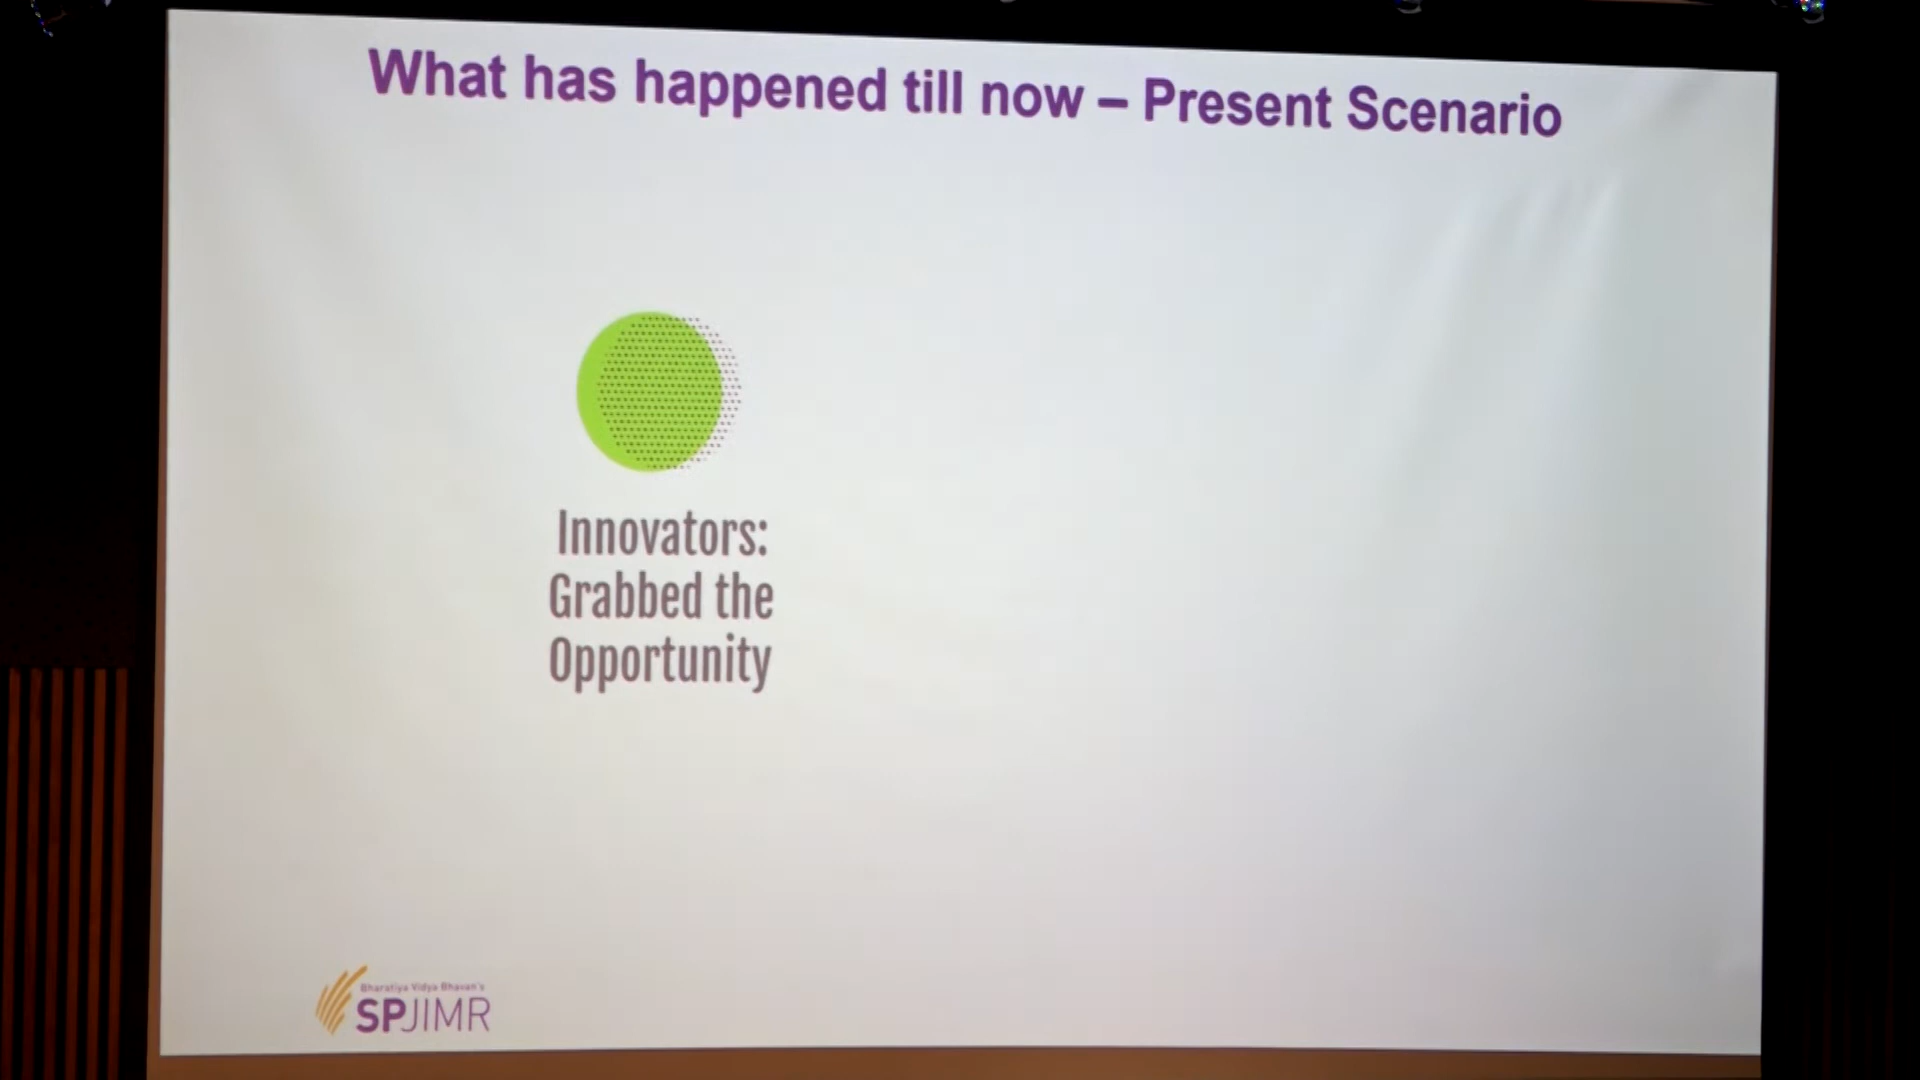 What has happened till now – Present Scenario
Innovators:
Grabbed the
Opportunity
Bharatiya Vidya Bhavan's
SPJIMR